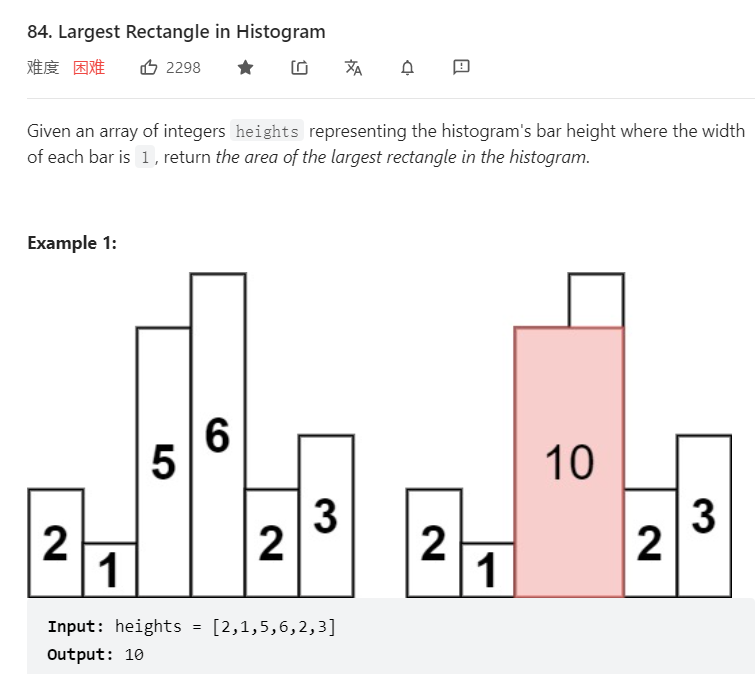 84. Largest Rectangle in Histogram
难度 困难 2298
Given an array of integers heights representing the histogram's bar height where the width
of each bar is 1, return the area of the largest rectangle in the histogram.
Example 1:
2 1 5 6 2 3
2 1 10 2 3
Input: heights = [2,1,5,6,2,3]
Output: 10